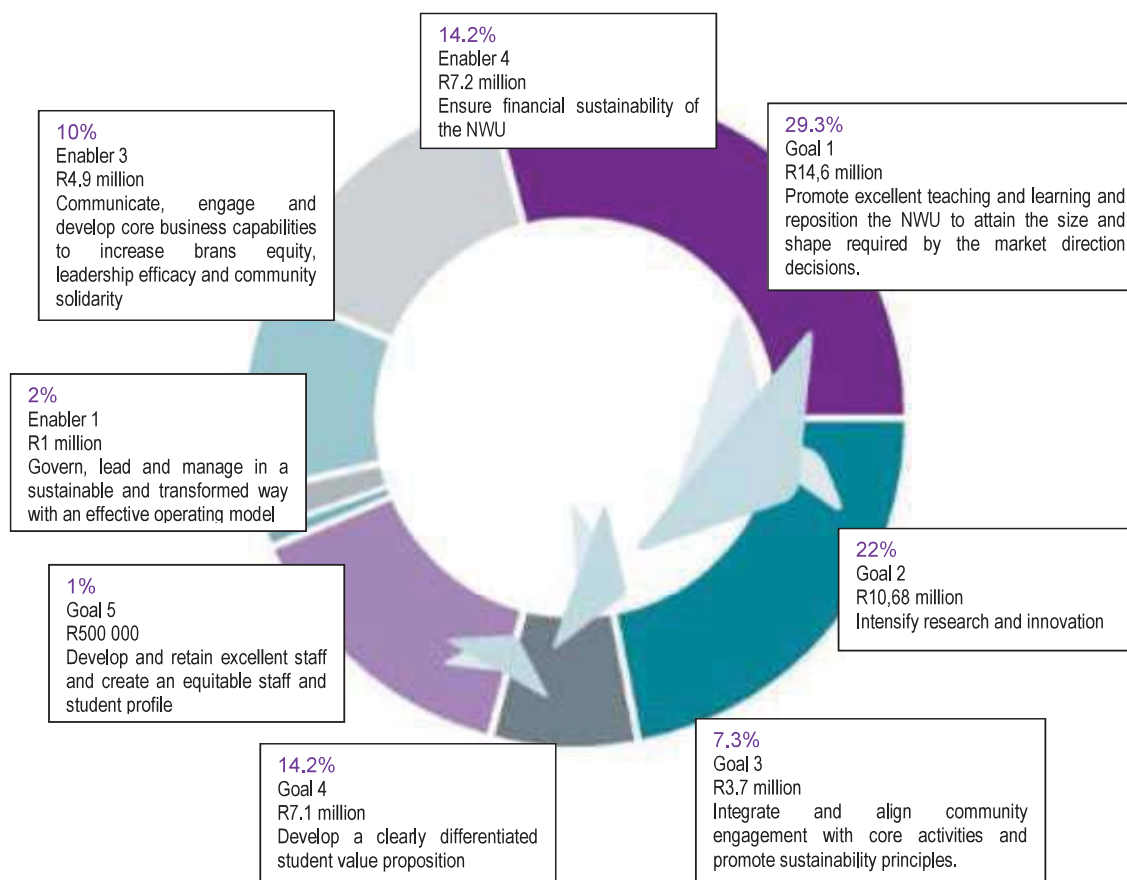 14.2%
Enabler 4
R7.2 million
Ensure financial sustainability of
the NWU
29.3%
Goal 1
R14,6 million
Promote excellent teaching and learning and
reposition the NWU to attain the size and
shape required by the market direction
decisions.
10%
Enabler 3
R4.9 million
Communicate, engage and
develop core business capabilities
to increase brans equity,
leadership efficacy and community
solidarity
2%
Enabler 1
R1 million
Govern, lead and manage in a
sustainable and transformed way
with an effective operating model
22%
Goal 2
R10,68 million
Intensify research and innovation
1%
Goal 5
R500 000
Develop and retain excellent staff
and create an equitable staff and
student profile
7.3%
Goal 3
R3.7 million
Integrate and align community
engagement with core activities and
promote sustainability principles.
14.2%
Goal 4
R7.1 million
Develop a clearly differentiated
student value proposition